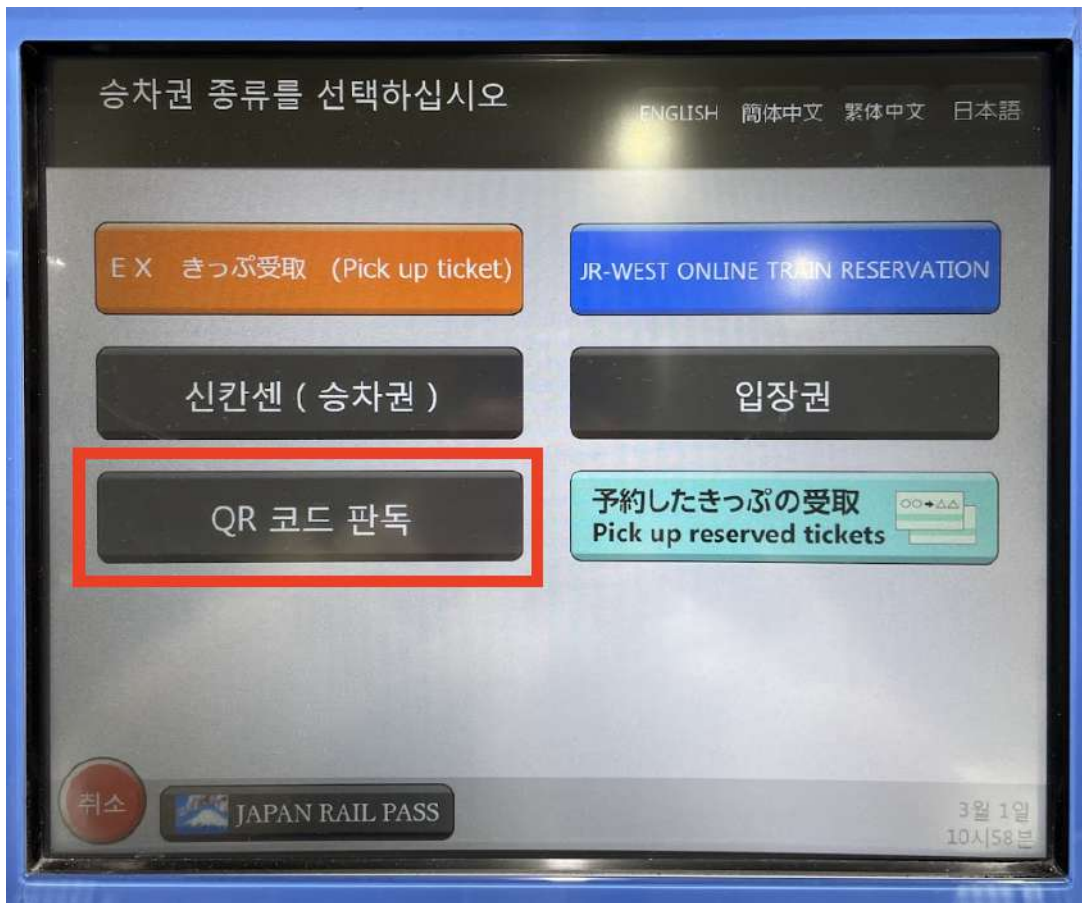 승차권 종류를 선택하십시오
ENGLISH 簡体中文 繁体中文 日本語
EX きっぷ受取 (Pick up ticket)
JR-WEST ONLINE TRAIN RESERVATION
신칸센 ( 승차권 )
입장권
QR 코드 판독
予約したきっぷの受取
Pick up reserved tickets
○○→△△
취소
JAPAN RAIL PASS
3월 1일
10시58분